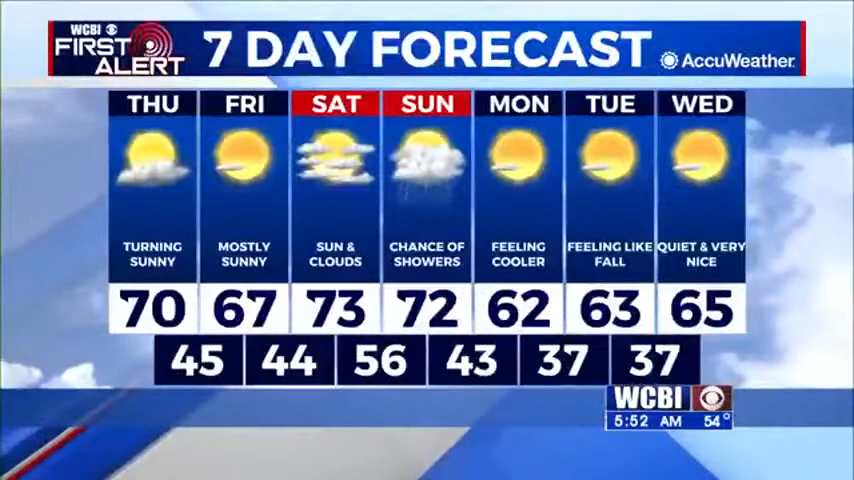 WCBI
FIRST
ALERT
7 DAY FORECAST
AccuWeather
THU FRI SAT SUN MON TUE WED
TURNING SUNNY
MOSTLY SUNNY
SUN & CLOUDS
CHANCE OF SHOWERS
FEELING COOLER
FEELING LIKE FALL
QUIET & VERY NICE
70 67 73 72 62 63 65
45 44 56 43 37 37
WCBI
5:52 AM 54°